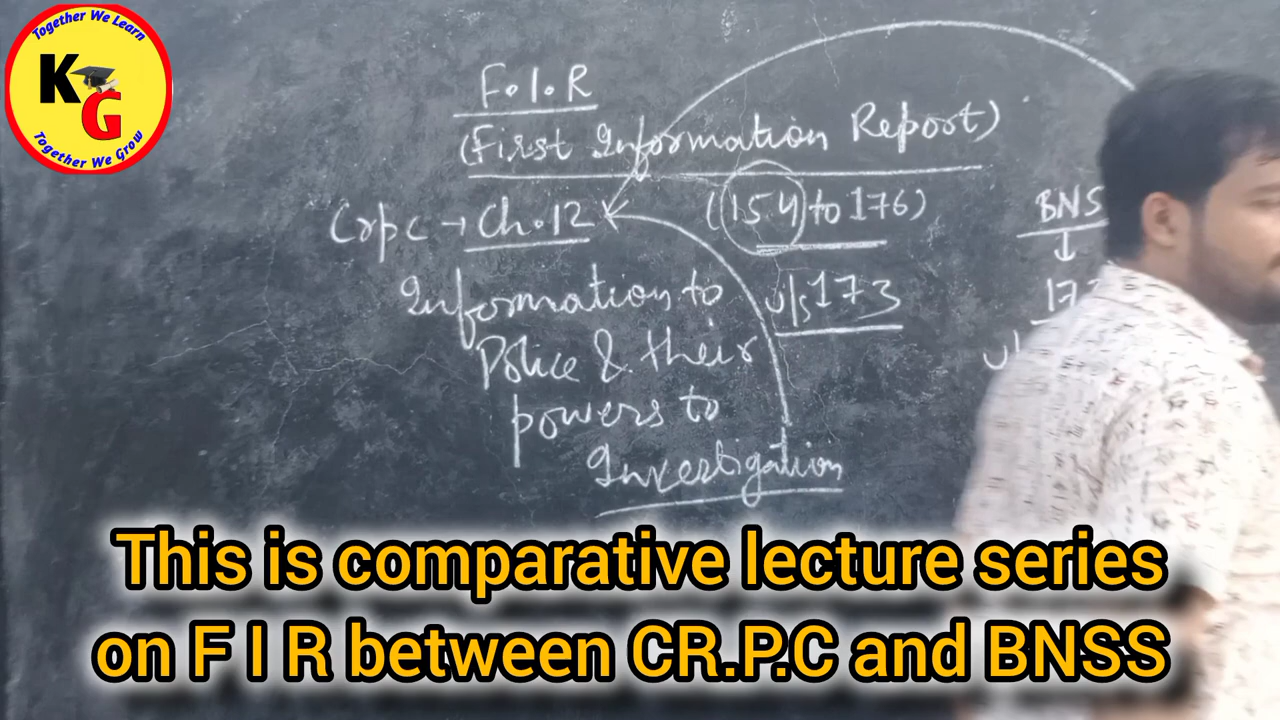 Together We Learn
KG
Together We Grow
F.I.R
(First Information Report)
Crpc → Ch.12 (154 to 176)
Information to u/s 173
Police & their
powers to
Investigation
BNS
↓
17
This is comparative lecture series
on F I R between CR.P.C and BNSS